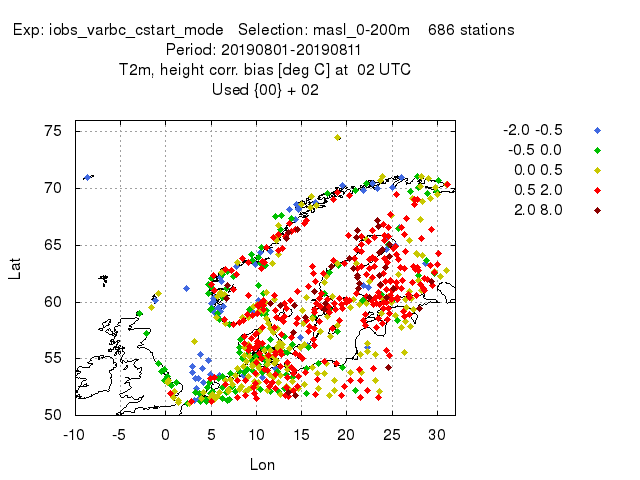 Exp: iobs_varbc_cstart_mode   Selection: masl_0-200m    686 stations
Period: 20190801-20190811
T2m, height corr. bias [deg C] at  02 UTC
Used {00} + 02
-2.0 -0.5
-0.5 0.0
0.0 0.5
0.5 2.0
2.0 8.0
75
70
65
60
55
50
Lat
-10 -5 0 5 10 15 20 25 30
Lon